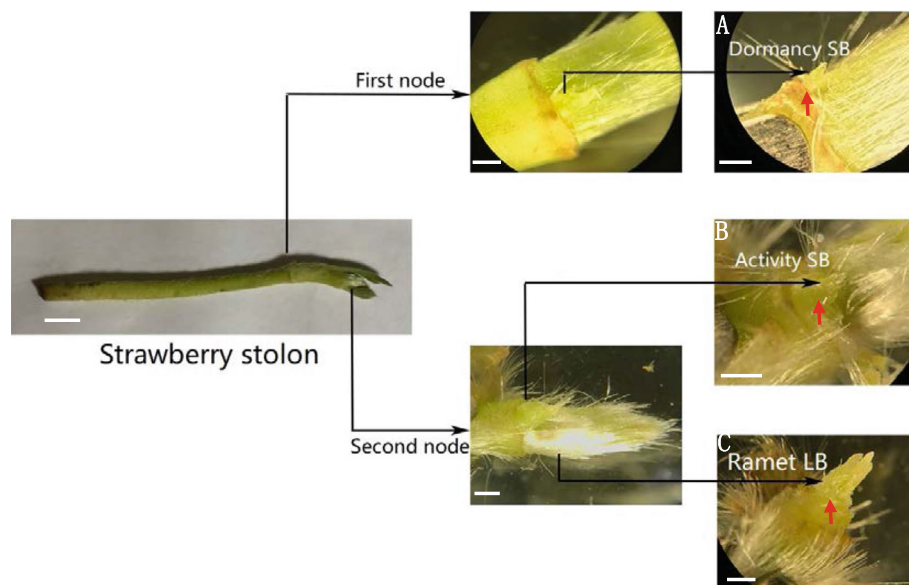 First node
A
Dormancy SB
B
Activity SB
Strawberry stolon
Second node
C
Ramet LB